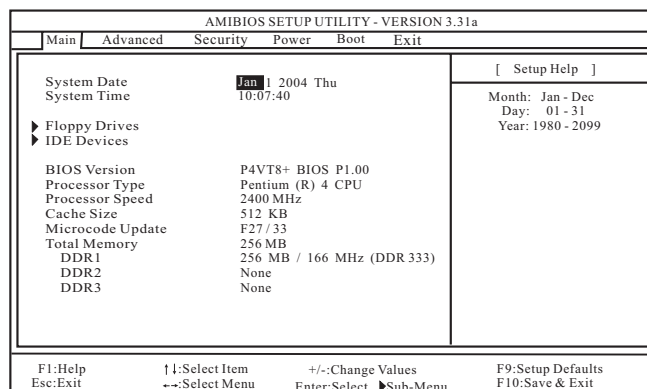 AMIBIOS SETUP UTILITY - VERSION 3.31a
Main Advanced Security Power Boot Exit
System Date Jan 1 2004 Thu
System Time 10:07:40
Floppy Drives
IDE Devices
BIOS Version P4VT8+ BIOS P1.00
Processor Type Pentium (R) 4 CPU
Processor Speed 2400 MHz
Cache Size 512 KB
Microcode Update F27 / 33
Total Memory 256 MB
DDR1 256 MB / 166 MHz (DDR 333)
DDR2 None
DDR3 None
[ Setup Help ]
Month: Jan - Dec
Day: 01 - 31
Year: 1980 - 2099
F1:Help ↑↓:Select Item +/-:Change Values F9:Setup Defaults
Esc:Exit ←→:Select Menu Enter:Select ▶Sub-Menu F10:Save & Exit